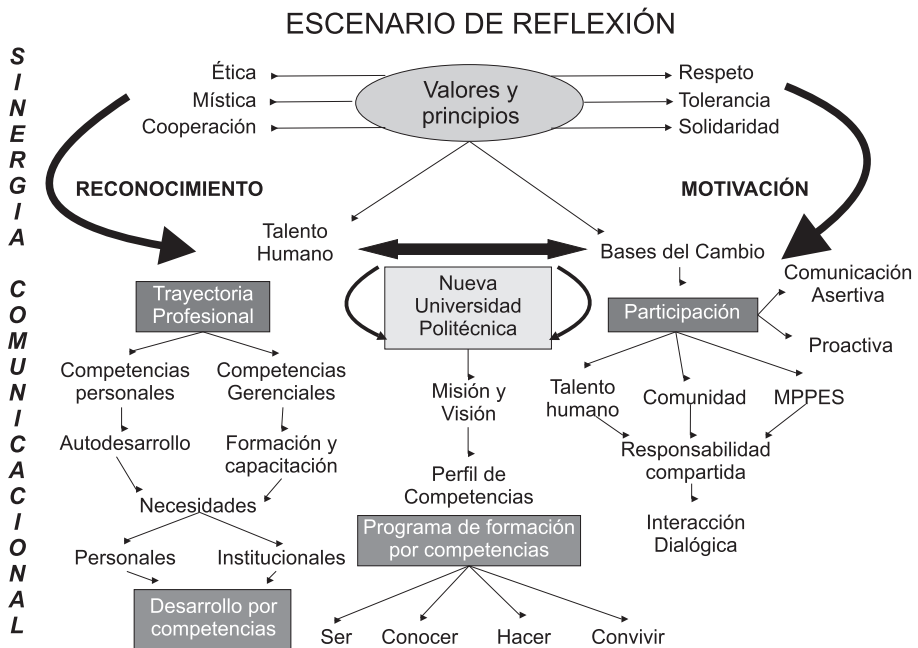 ESCENARIO DE REFLEXIÓN
SINERGIA COMUNICACIONAL
Ética
Mística
Cooperación
Valores y
principios
Respeto
Tolerancia
Solidaridad
RECONOCIMIENTO
MOTIVACIÓN
Talento
Humano
Bases del Cambio
Trayectoria
Profesional
Nueva
Universidad
Politécnica
Participación
Comunicación
Asertiva
Proactiva
Competencias
personales
Competencias
Gerenciales
Misión y
Visión
Talento
humano
Comunidad
MPPES
Autodesarrollo
Formación y
capacitación
Responsabilidad
compartida
Perfil de
Competencias
Necesidades
Interacción
Dialógica
Programa de formación
por competencias
Personales
Institucionales
Desarrollo por
competencias
Ser
Conocer
Hacer
Convivir